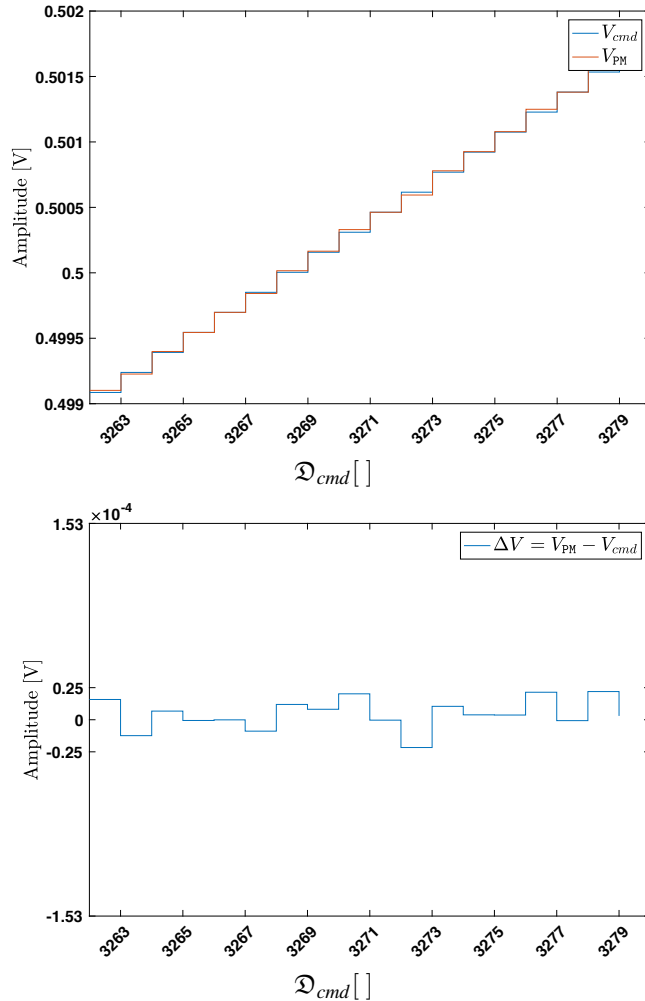 0.502
0.5015
0.501
0.5005
0.5
0.4995
0.499
Amplitude [V]
V_cmd
V_PM
3263 3265 3267 3269 3271 3273 3275 3277 3279
𝔇_cmd[ ]
×10^-4
1.53
0.25
0
-0.25
-1.53
Amplitude [V]
ΔV = V_PM − V_cmd
3263 3265 3267 3269 3271 3273 3275 3277 3279
𝔇_cmd[ ]